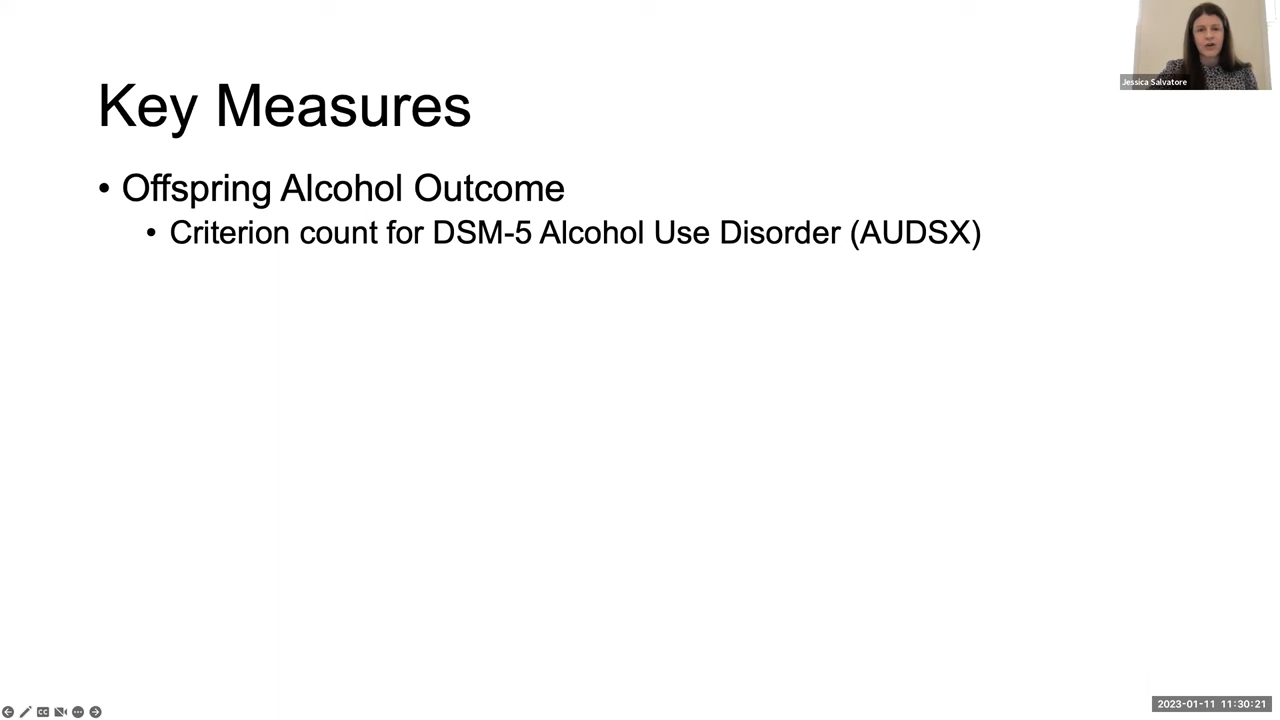 Jessica Salvatore
Key Measures
• Offspring Alcohol Outcome
• Criterion count for DSM-5 Alcohol Use Disorder (AUDSX)
CC
2023-01-11 11:30:21